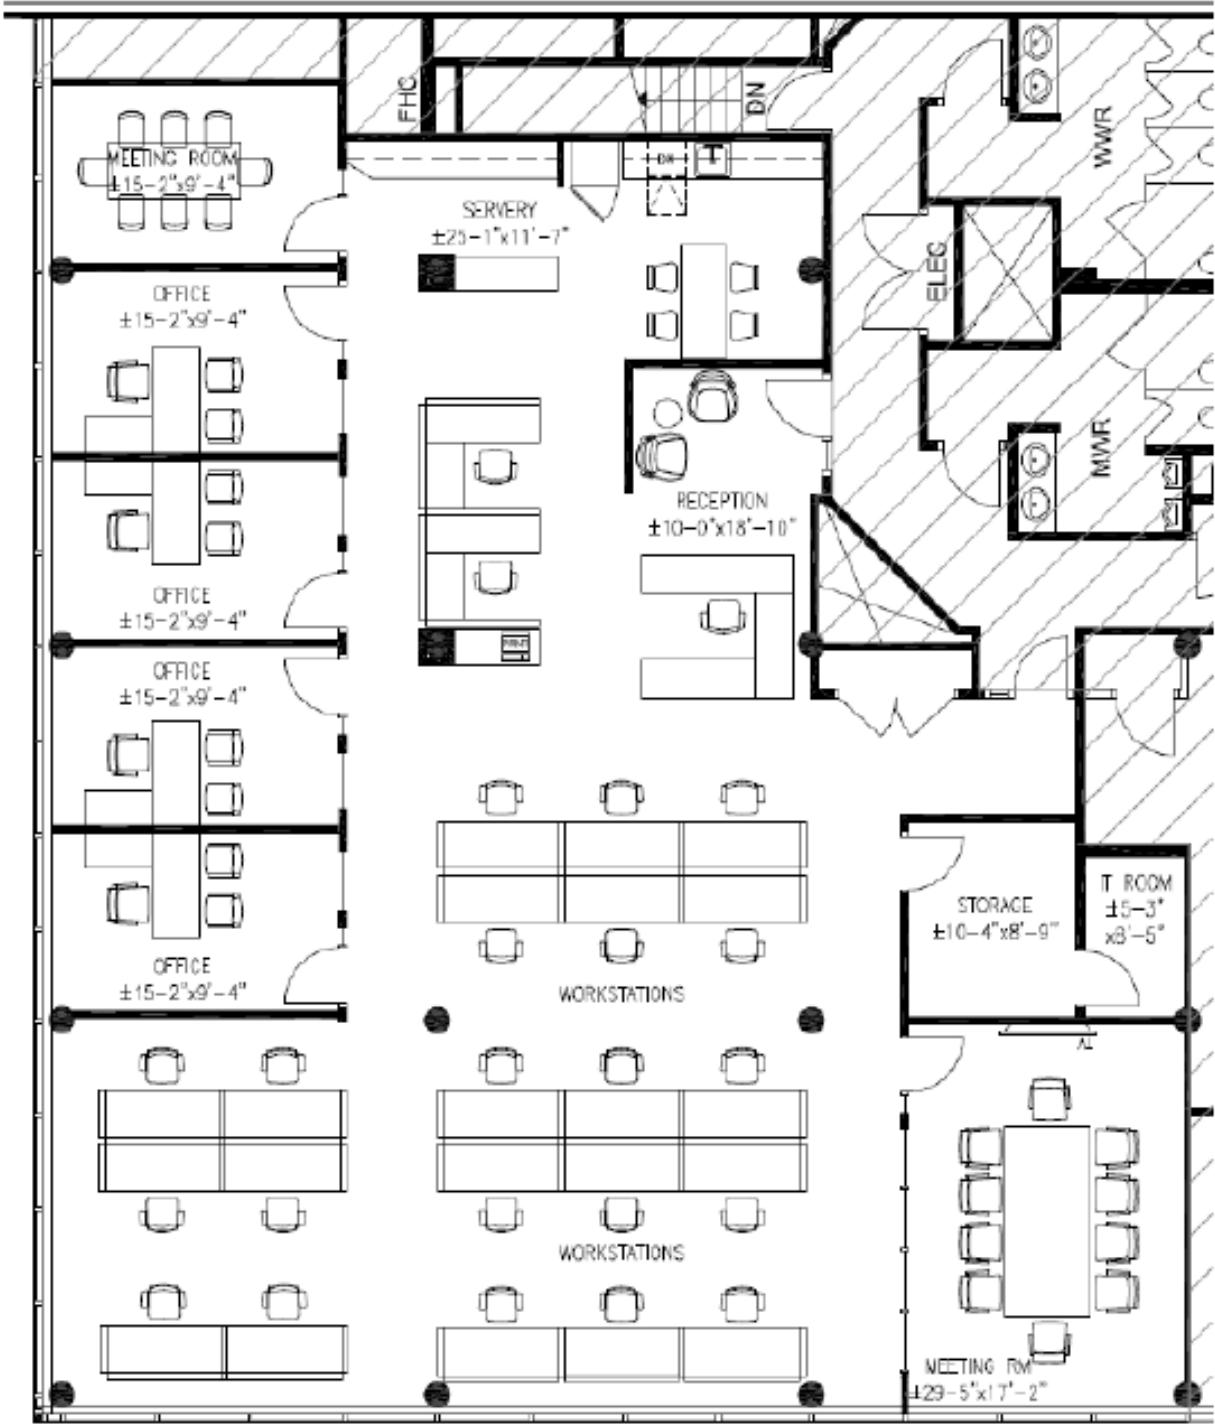 FHC
DN
WWR
MEETING ROOM
±15-2"x9'-4"
DW
SERVERY
±25-1"x11'-7"
ELEC
OFFICE
±15-2"x9'-4"
MWR
RECEPTION
±10-0"x18'-10"
OFFICE
±15-2"x9'-4"
PRINT
OFFICE
±15-2"x9'-4"
IT ROOM
±5-3"
x8'-5"
STORAGE
±10-4"x8'-9"
OFFICE
±15-2"x9'-4"
WORKSTATIONS
WORKSTATIONS
MEETING RM
±29-5"x17'-2"